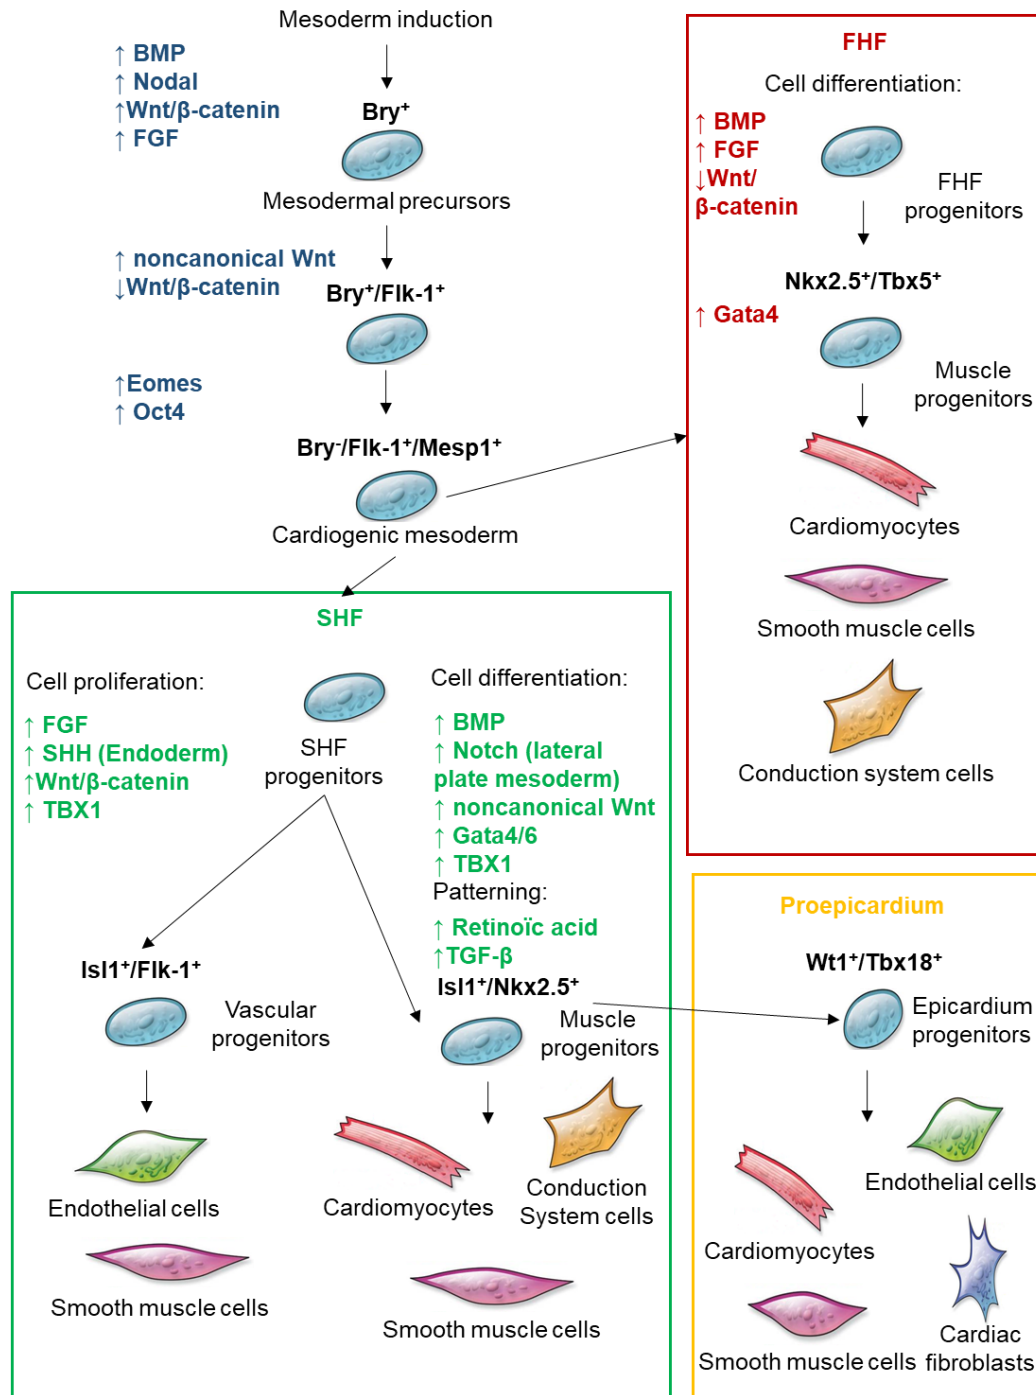 Mesoderm induction
↑ BMP
↑ Nodal
↑Wnt/β-catenin
↑ FGF
Bry⁺
Mesodermal precursors
↑ noncanonical Wnt
↓Wnt/β-catenin
Bry⁺/Flk-1⁺
↑Eomes
↑ Oct4
Bry⁻/Flk-1⁺/Mesp1⁺
Cardiogenic mesoderm
FHF
Cell differentiation:
↑ BMP
↑ FGF
↓Wnt/
β-catenin
FHF
progenitors
Nkx2.5⁺/Tbx5⁺
↑ Gata4
Muscle
progenitors
Cardiomyocytes
Smooth muscle cells
Conduction system cells
SHF
Cell proliferation:
↑ FGF
↑ SHH (Endoderm)
↑Wnt/β-catenin
↑ TBX1
SHF
progenitors
Cell differentiation:
↑ BMP
↑ Notch (lateral
plate mesoderm)
↑ noncanonical Wnt
↑ Gata4/6
↑ TBX1
Patterning:
↑ Retinoïc acid
↑TGF-β
Isl1⁺/Flk-1⁺
Vascular
progenitors
Endothelial cells
Smooth muscle cells
Isl1⁺/Nkx2.5⁺
Muscle
progenitors
Cardiomyocytes
Conduction
System cells
Smooth muscle cells
Proepicardium
Wt1⁺/Tbx18⁺
Epicardium
progenitors
Endothelial cells
Cardiomyocytes
Smooth muscle cells
Cardiac
fibroblasts